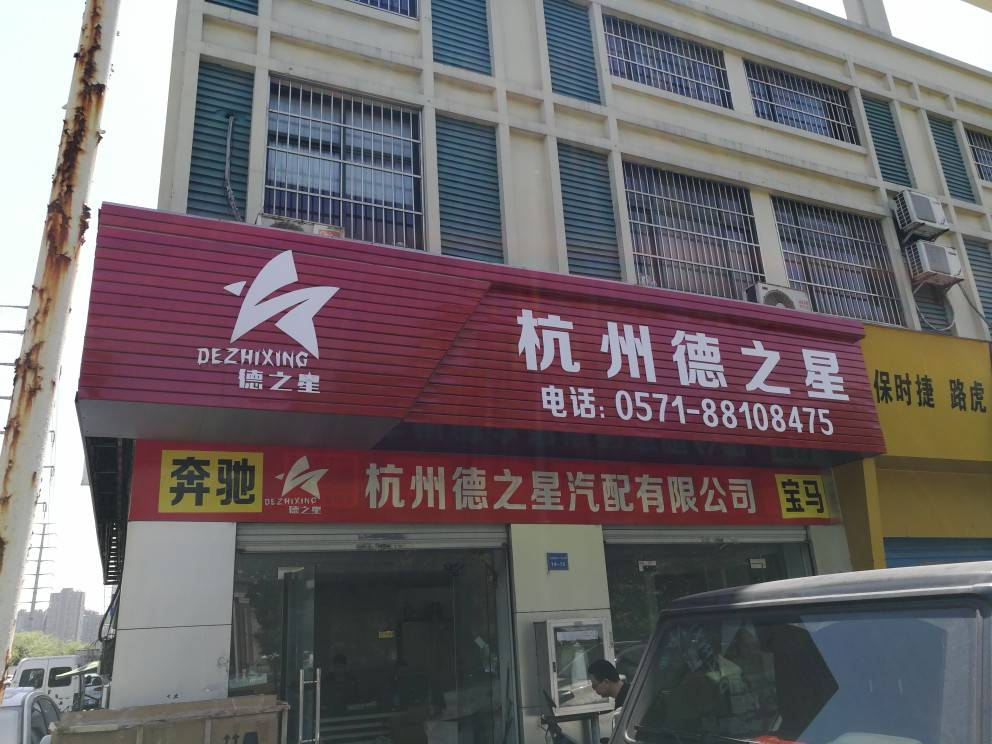 DEZHIXING
德之星
杭州德之星
电话: 0571-88108475
保时捷 路虎
奔驰
DEZHIXING
德之星
杭州德之星汽配有限公司
宝马